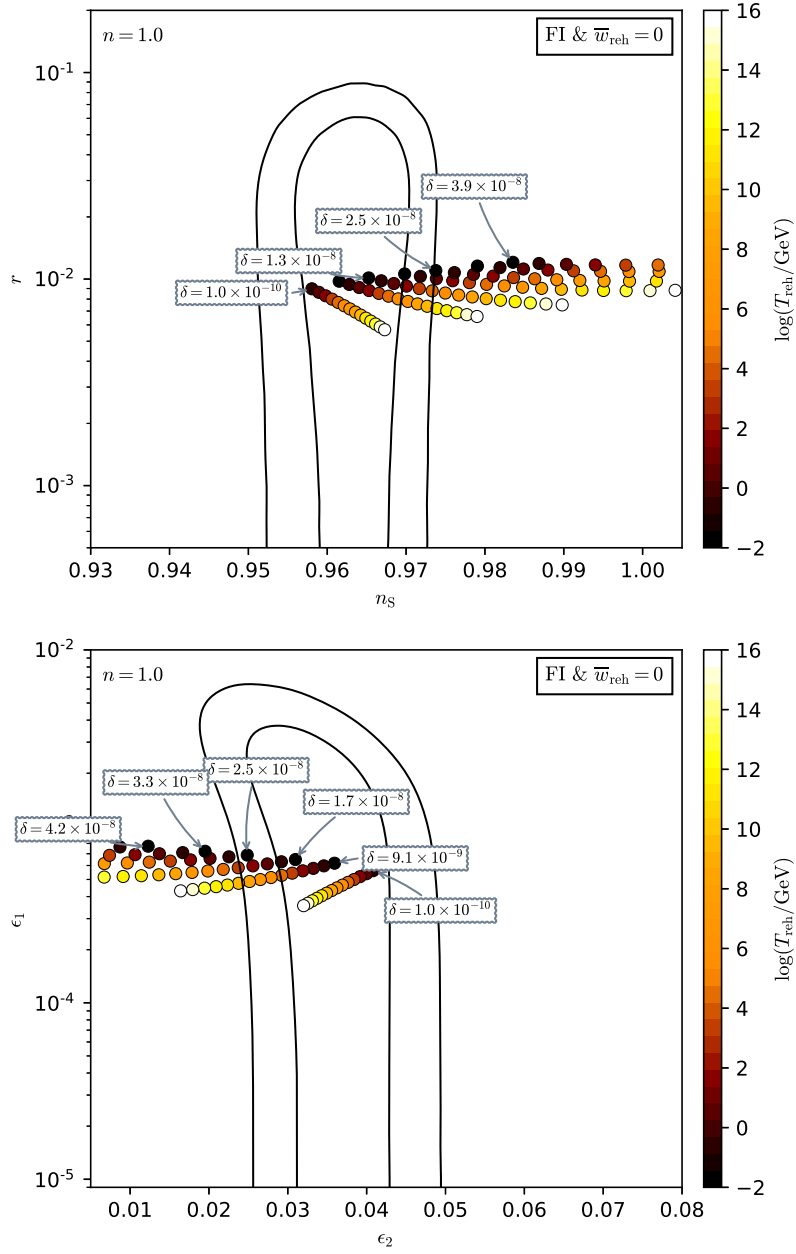 n = 1.0
FI & w̅_reh = 0
10⁻¹
10⁻²
10⁻³
r
δ = 3.9 × 10⁻⁸
δ = 2.5 × 10⁻⁸
δ = 1.3 × 10⁻⁸
δ = 1.0 × 10⁻¹⁰
0.93 0.94 0.95 0.96 0.97 0.98 0.99 1.00
n_S
16
14
12
10
8
6
4
2
0
−2
log(T_reh/GeV)
n = 1.0
FI & w̅_reh = 0
10⁻²
10⁻⁴
10⁻⁵
ϵ₁
δ = 2.5 × 10⁻⁸
δ = 3.3 × 10⁻⁸
δ = 1.7 × 10⁻⁸
δ = 4.2 × 10⁻⁸
δ = 9.1 × 10⁻⁹
δ = 1.0 × 10⁻¹⁰
0.01 0.02 0.03 0.04 0.05 0.06 0.07 0.08
ϵ₂
16
14
12
10
8
6
4
2
0
−2
log(T_reh/GeV)